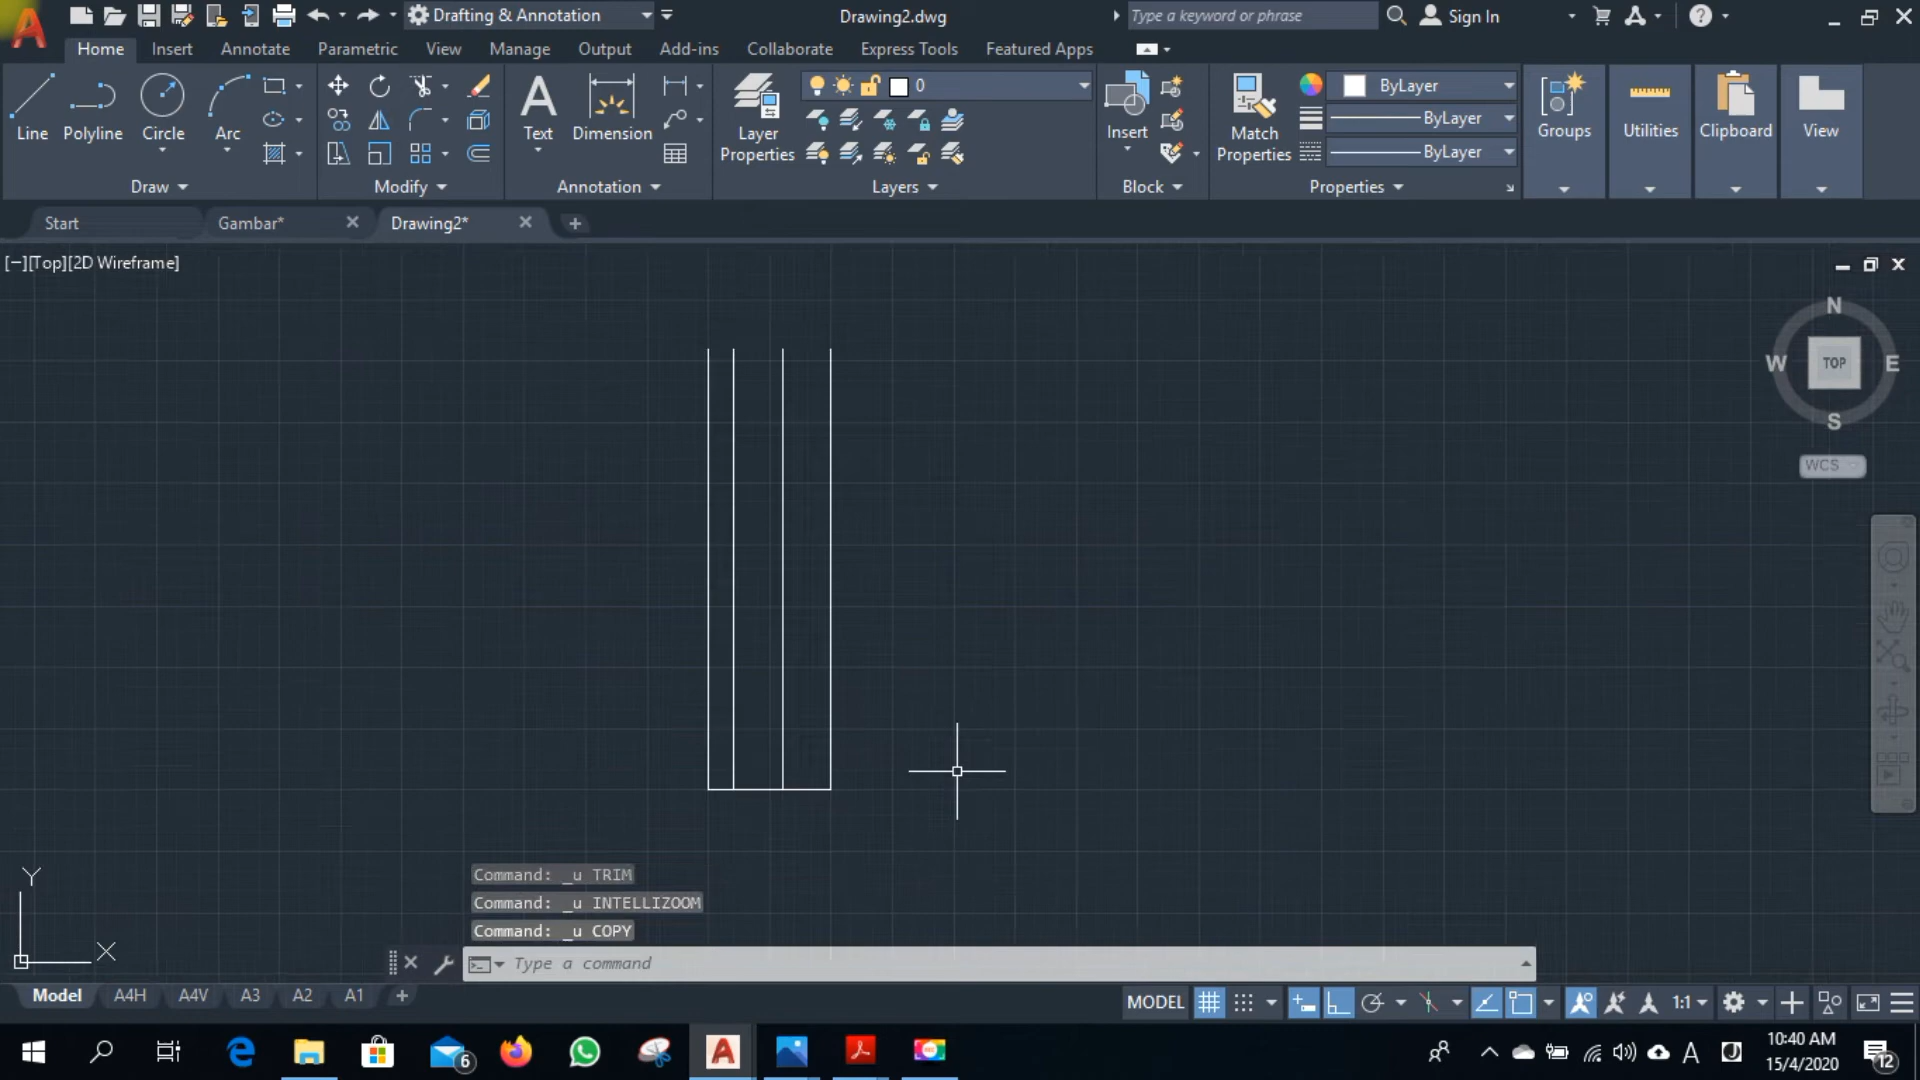 Drafting & Annotation
Drawing2.dwg
Type a keyword or phrase
Sign In
Home Insert Annotate Parametric View Manage Output Add-ins Collaborate Express Tools Featured Apps
0
ByLayer
Line Polyline Circle Arc
Text Dimension
Layer Properties
Insert
Match Properties
ByLayer
ByLayer
Groups Utilities Clipboard View
Draw Modify Annotation Layers Block Properties
Start Gambar* Drawing2*
[−][Top][2D Wireframe]
N
W TOP E
S
WCS
Y
X
Command: _u TRIM
Command: _u INTELLIZOOM
Command: _u COPY
Type a command
Model A4H A4V A3 A2 A1
MODEL 1:1
6
10:40 AM
15/4/2020
12